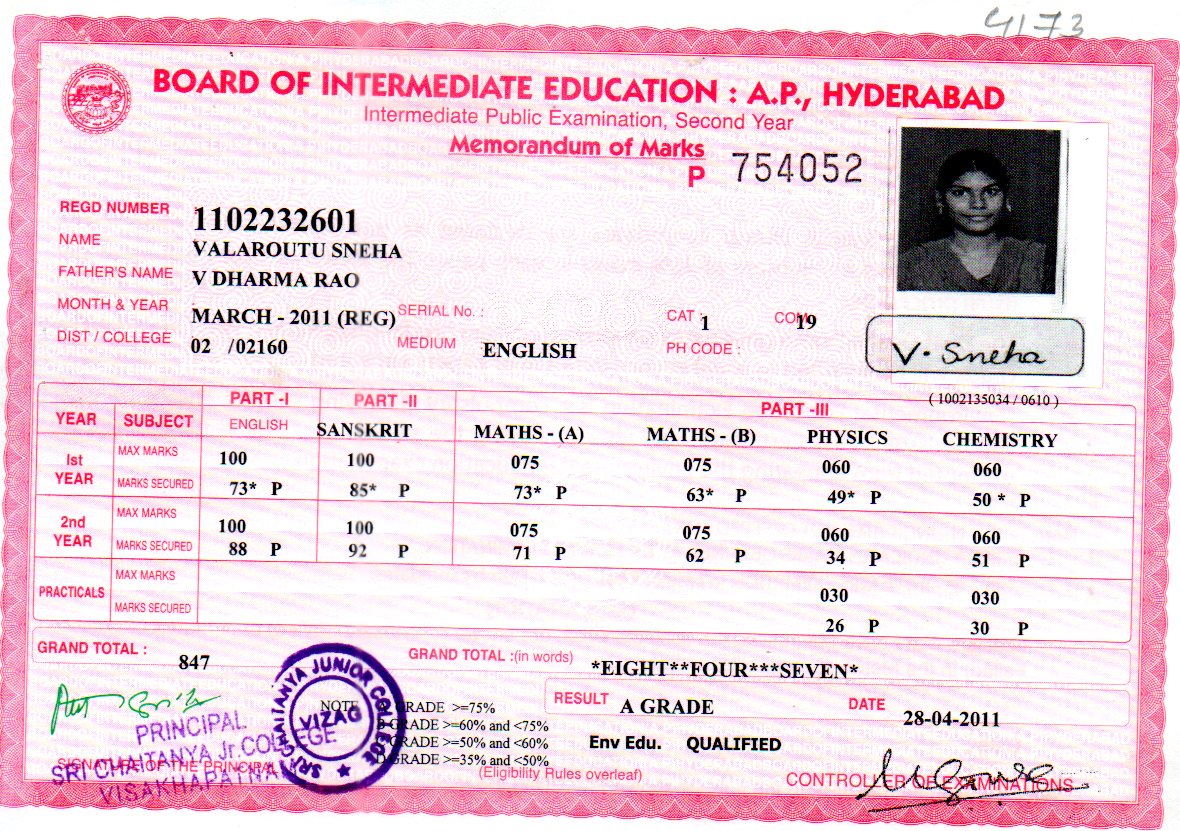 4173
BOARD OF INTERMEDIATE EDUCATION : A.P., HYDERABAD
Intermediate Public Examination, Second Year
Memorandum of Marks
P 754052
REGD NUMBER 1102232601
NAME VALAROUTU SNEHA
FATHER'S NAME V DHARMA RAO
MONTH & YEAR : MARCH - 2011 (REG) SERIAL No. : CAT : 1 COM 19
DIST / COLLEGE 02 /02160 MEDIUM ENGLISH PH CODE :
V. Sneha
( 1002135034 / 0610 )
YEAR SUBJECT PART -I PART -II PART -III
ENGLISH SANSKRIT MATHS - (A) MATHS - (B) PHYSICS CHEMISTRY
Ist YEAR MAX MARKS 100 100 075 075 060 060
MARKS SECURED 73* P 85* P 73* P 63* P 49* P 50 * P
2nd YEAR MAX MARKS 100 100 075 075 060 060
MARKS SECURED 88 P 92 P 71 P 62 P 34 P 51 P
PRACTICALS MAX MARKS 030 030
MARKS SECURED 26 P 30 P
GRAND TOTAL : 847 GRAND TOTAL :(in words) *EIGHT**FOUR***SEVEN*
RESULT A GRADE DATE 28-04-2011
NOTE A GRADE >=75%
B GRADE >=60% and <75%
GRADE >=50% and <60%
D GRADE >=35% and <50%
(Eligibility Rules overleaf)
Env Edu. QUALIFIED
PRINCIPAL
SRI CHAITANYA Jr. COLLEGE
VISAKHAPATNAM
SIGNATURE OF THE PRINCIPAL
SRI CHAITANYA JUNIOR COLLEGE
VIZAG
CONTROLLER OF EXAMINATIONS